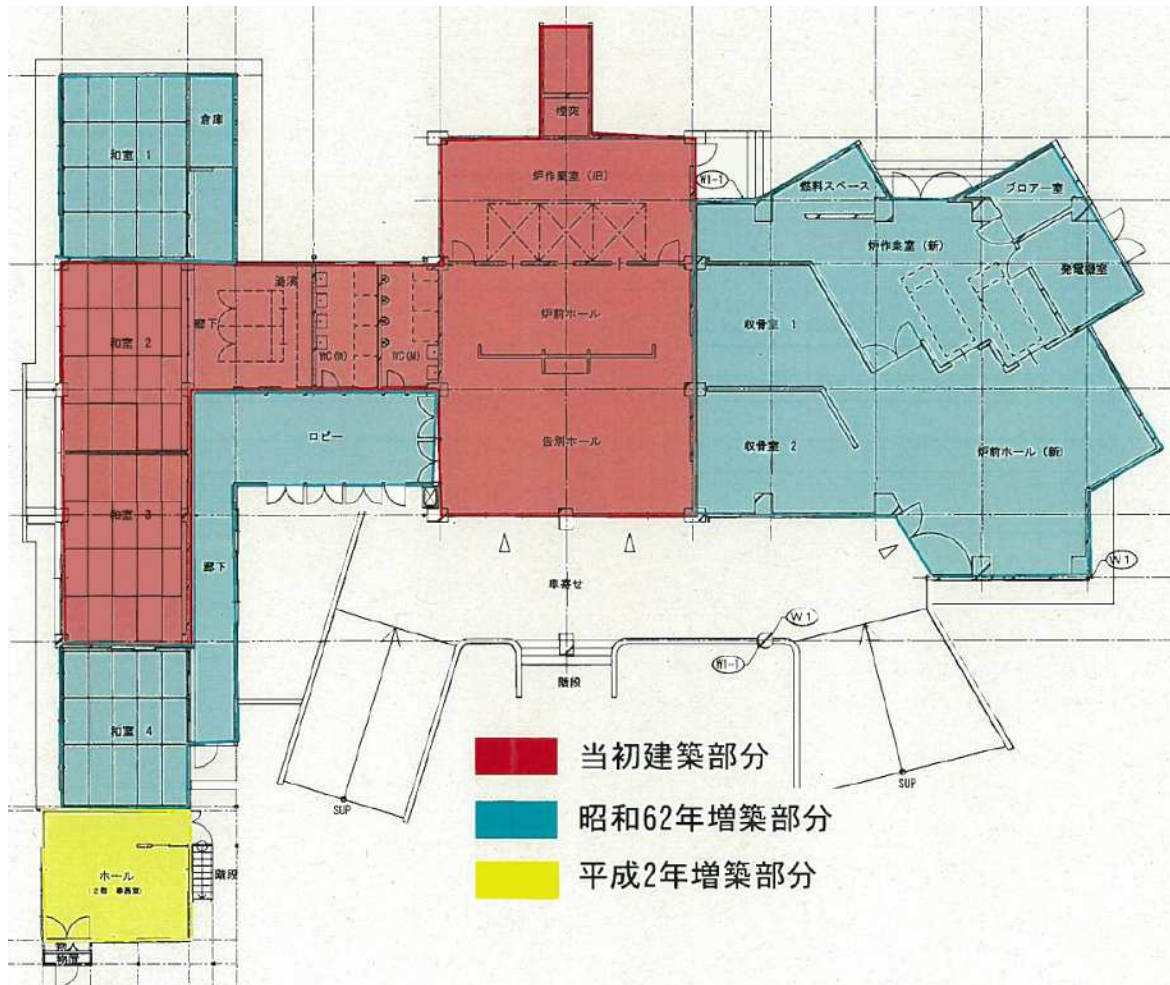 煙突
倉庫
和室 1
炉作業室 (旧)
W1-1
燃料スペース
ブロアー室
炉作業室 (新)
発電機室
湯沸
廊下
和室 2
WC(W)
WC(M)
炉前ホール
収骨室 1
ロビー
告別ホール
収骨室 2
炉前ホール (新)
和室 3
廊下
車寄せ
W1
W1
W1-1
階段
和室 4
SUP
SUP
当初建築部分
昭和62年増築部分
平成2年増築部分
ホール
階段
物置